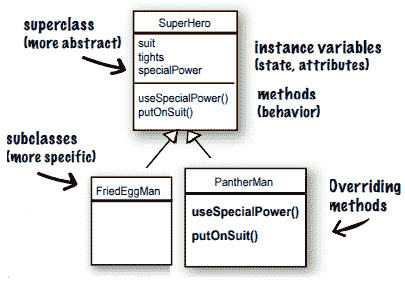 superclass
(more abstract)
SuperHero
suit
tights
specialPower
useSpecialPower()
putOnSuit()
instance variables
(state, attributes)
methods
(behavior)
subclasses
(more specific)
FriedEggMan
PantherMan
useSpecialPower()
putOnSuit()
Overriding
methods